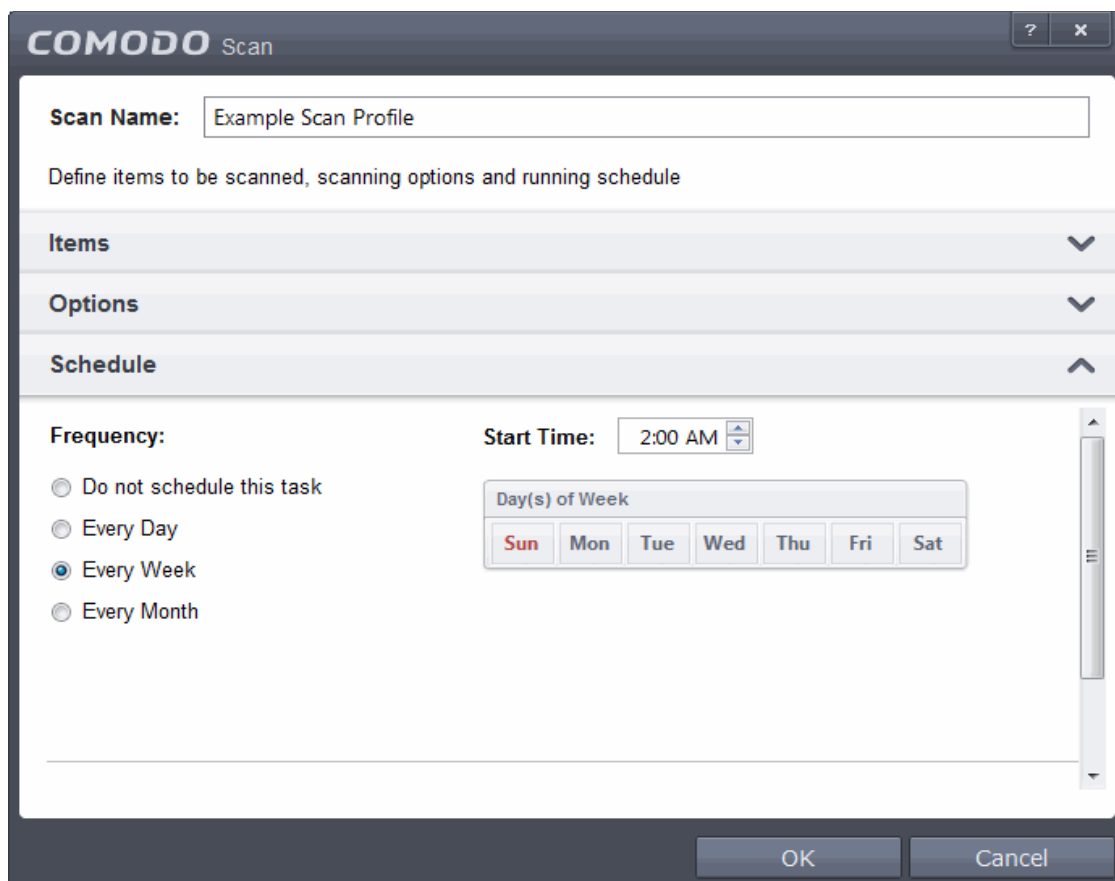 COMODO Scan
? ×
Scan Name: Example Scan Profile
Define items to be scanned, scanning options and running schedule
Items
Options
Schedule
Frequency:
Do not schedule this task
Every Day
Every Week
Every Month
Start Time: 2:00 AM
Day(s) of Week
Sun Mon Tue Wed Thu Fri Sat
OK Cancel